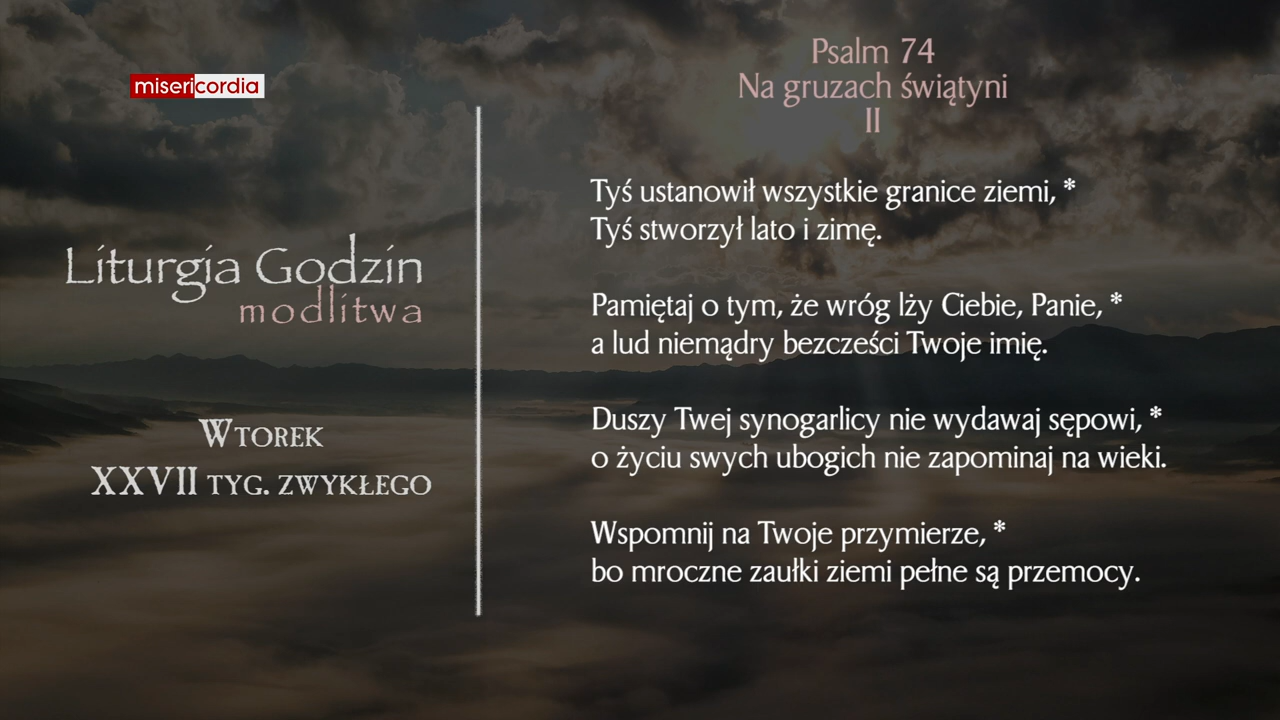 misericordia
Liturgia Godzin
modlitwa
Wtorek
XXVII tyg. zwykłego
Psalm 74
Na gruzach świątyni
II
Tyś ustanowił wszystkie granice ziemi, *
Tyś stworzył lato i zimę.
Pamiętaj o tym, że wróg lży Ciebie, Panie, *
a lud niemądry bezcześci Twoje imię.
Duszy Twej synogarlicy nie wydawaj sępowi, *
o życiu swych ubogich nie zapominaj na wieki.
Wspomnij na Twoje przymierze, *
bo mroczne zaułki ziemi pełne są przemocy.